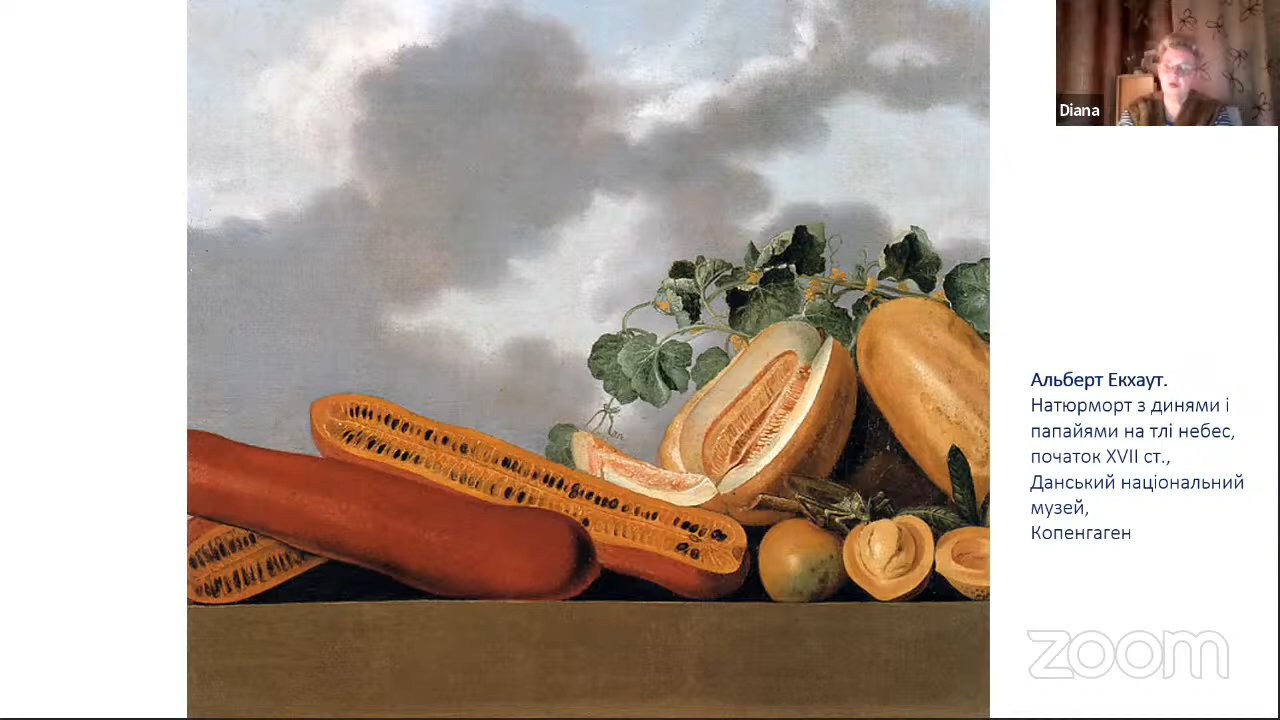 Diana
Альберт Екхаут.
Натюрморт з динями і
папайями на тлі небес,
початок XVII ст.,
Данський національний
музей,
Копенгаген
zoom